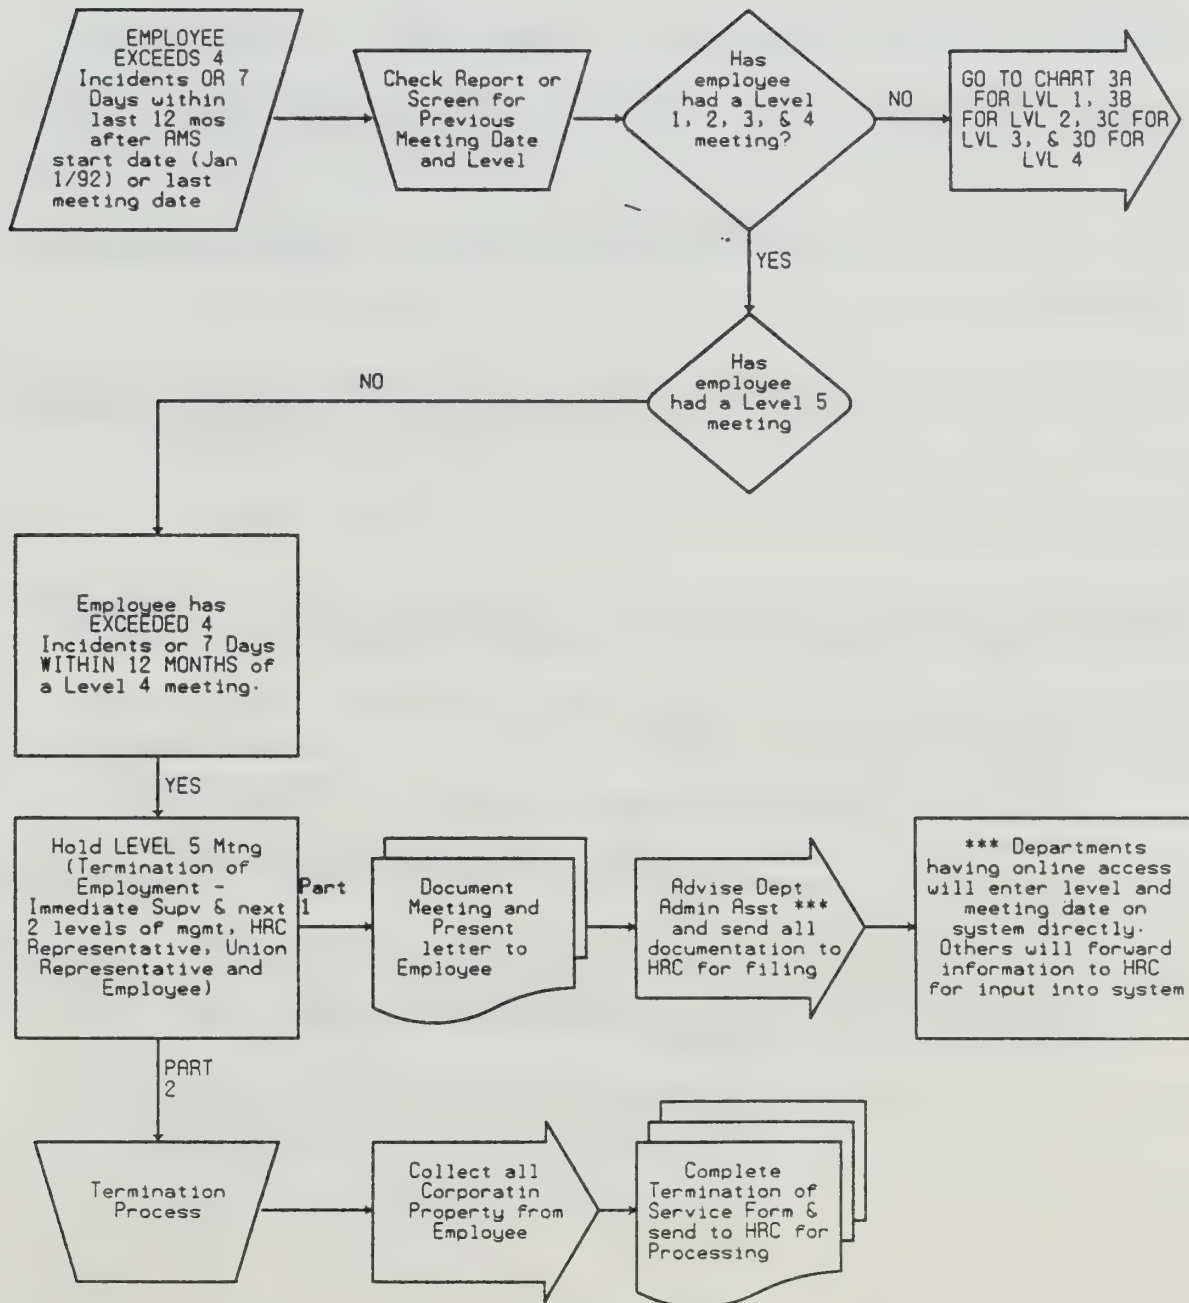 EMPLOYEE
EXCEEDS 4
Incidents OR 7
Days within
last 12 mos
after AMS
start date (Jan
1/92) or last
meeting date
Check Report or
Screen for
Previous
Meeting Date
and Level
Has
employee
had a Level
1, 2, 3, & 4
meeting?
NO
GO TO CHART 3A
FOR LVL 1, 3B
FOR LVL 2, 3C FOR
LVL 3, & 3D FOR
LVL 4
YES
Has
employee
had a Level 5
meeting
NO
Employee has
EXCEEDED 4
Incidents or 7 Days
WITHIN 12 MONTHS of
a Level 4 meeting.
YES
Hold LEVEL 5 Mtng
(Termination of
Employment -
Immediate Supv & next
2 levels of mgmt, HRC
Representative, Union
Representative and
Employee)
Part
1
Document
Meeting and
Present
letter to
Employee
Advise Dept
Admin Asst ***
and send all
documentation to
HRC for filing
*** Departments
having online access
will enter level and
meeting date on
system directly.
Others will forward
information to HRC
for input into system
PART
2
Termination
Process
Collect all
Corporatin
Property from
Employee
Complete
Termination of
Service Form &
send to HRC for
Processing